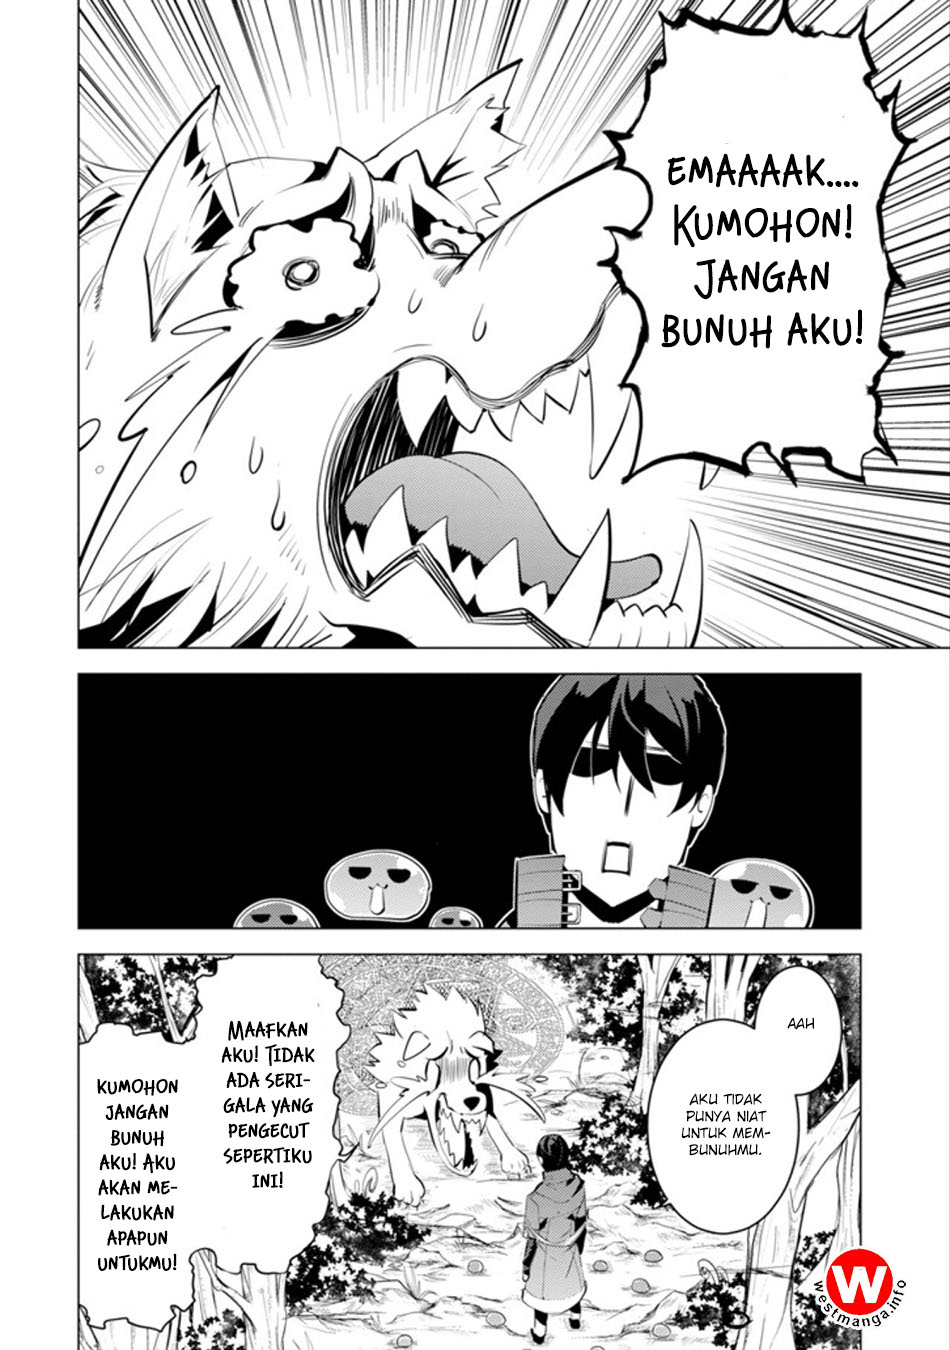 EMAAAAK....
KUMOHON!
JANGAN
BUNUH AKU!
AAH
AKU TIDAK
PUNYA NIAT
UNTUK MEM-
BUNUHMU.
MAAFKAN
AKU! TIDAK
ADA SERI-
GALA YANG
PENGECUT
SEPERTIKU
INI!
KUMOHON
JANGAN
BUNUH
AKU! AKU
AKAN ME-
LAKUKAN
APAPUN
UNTUKMU!
W
westmanga.info